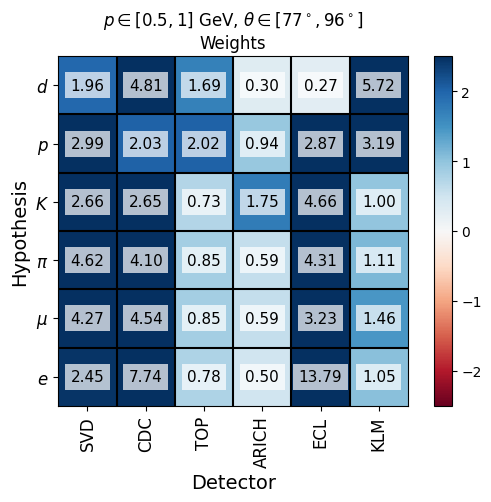 p ∈ [0.5, 1] GeV, θ ∈ [77°, 96°]
Weights
Hypothesis
d 1.96 4.81 1.69 0.30 0.27 5.72
p 2.99 2.03 2.02 0.94 2.87 3.19
K 2.66 2.65 0.73 1.75 4.66 1.00
π 4.62 4.10 0.85 0.59 4.31 1.11
μ 4.27 4.54 0.85 0.59 3.23 1.46
e 2.45 7.74 0.78 0.50 13.79 1.05
SVD CDC TOP ARICH ECL KLM
Detector
2
1
0
−1
−2